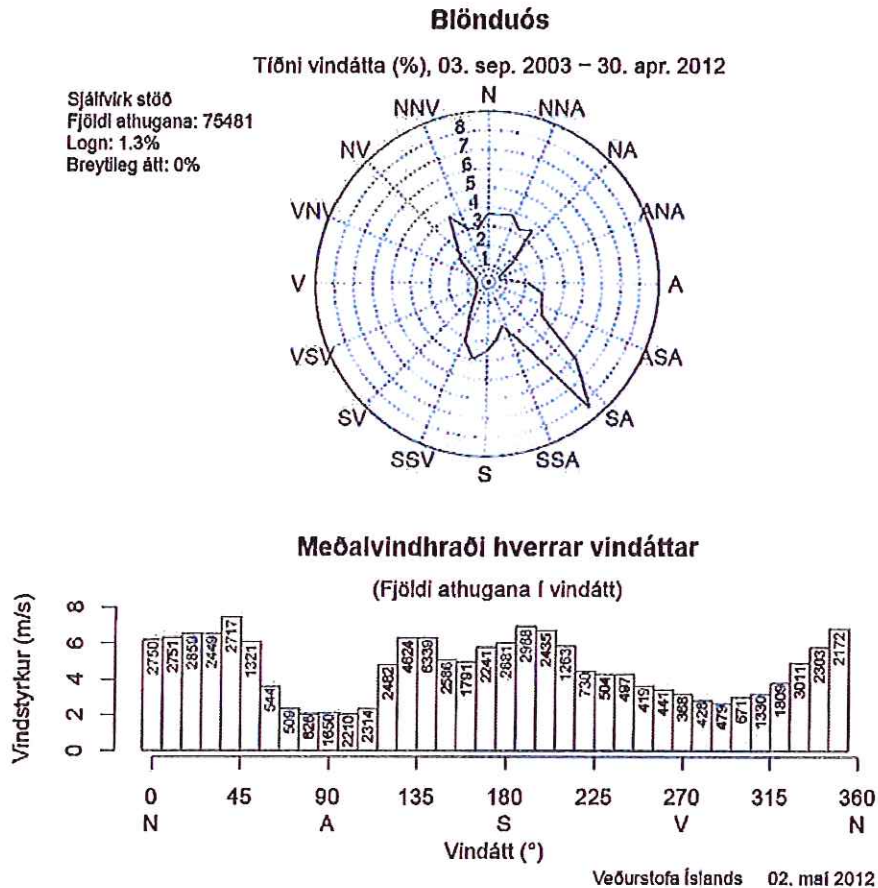 Blönduós
Tíðni vindátta (%), 03. sep. 2003 – 30. apr. 2012
Sjálfvirk stöð
Fjöldi athugana: 75481
Logn: 1.3%
Breytileg átt: 0%
N
NNV
NNA
NV
NA
VNV
ANA
V
A
VSV
ASA
SV
SA
SSV
SSA
S
8
7
6
5
4
3
2
1
Meðalvindhraði hverrar vindáttar
(Fjöldi athugana í vindátt)
Vindstyrkur (m/s)
8
6
4
2
0
2750 2751 2859 2449 2717 1321 544 509 826 1650 2210 2314 2482 4624 6339 2586 1791 2241 2681 2968 2435 1263 730 504 497 419 441 368 428 479 671 1330 1809 3011 2303 2172
0 45 90 135 180 225 270 315 360
N A S V N
Vindátt (°)
Veðurstofa Íslands 02. maí 2012